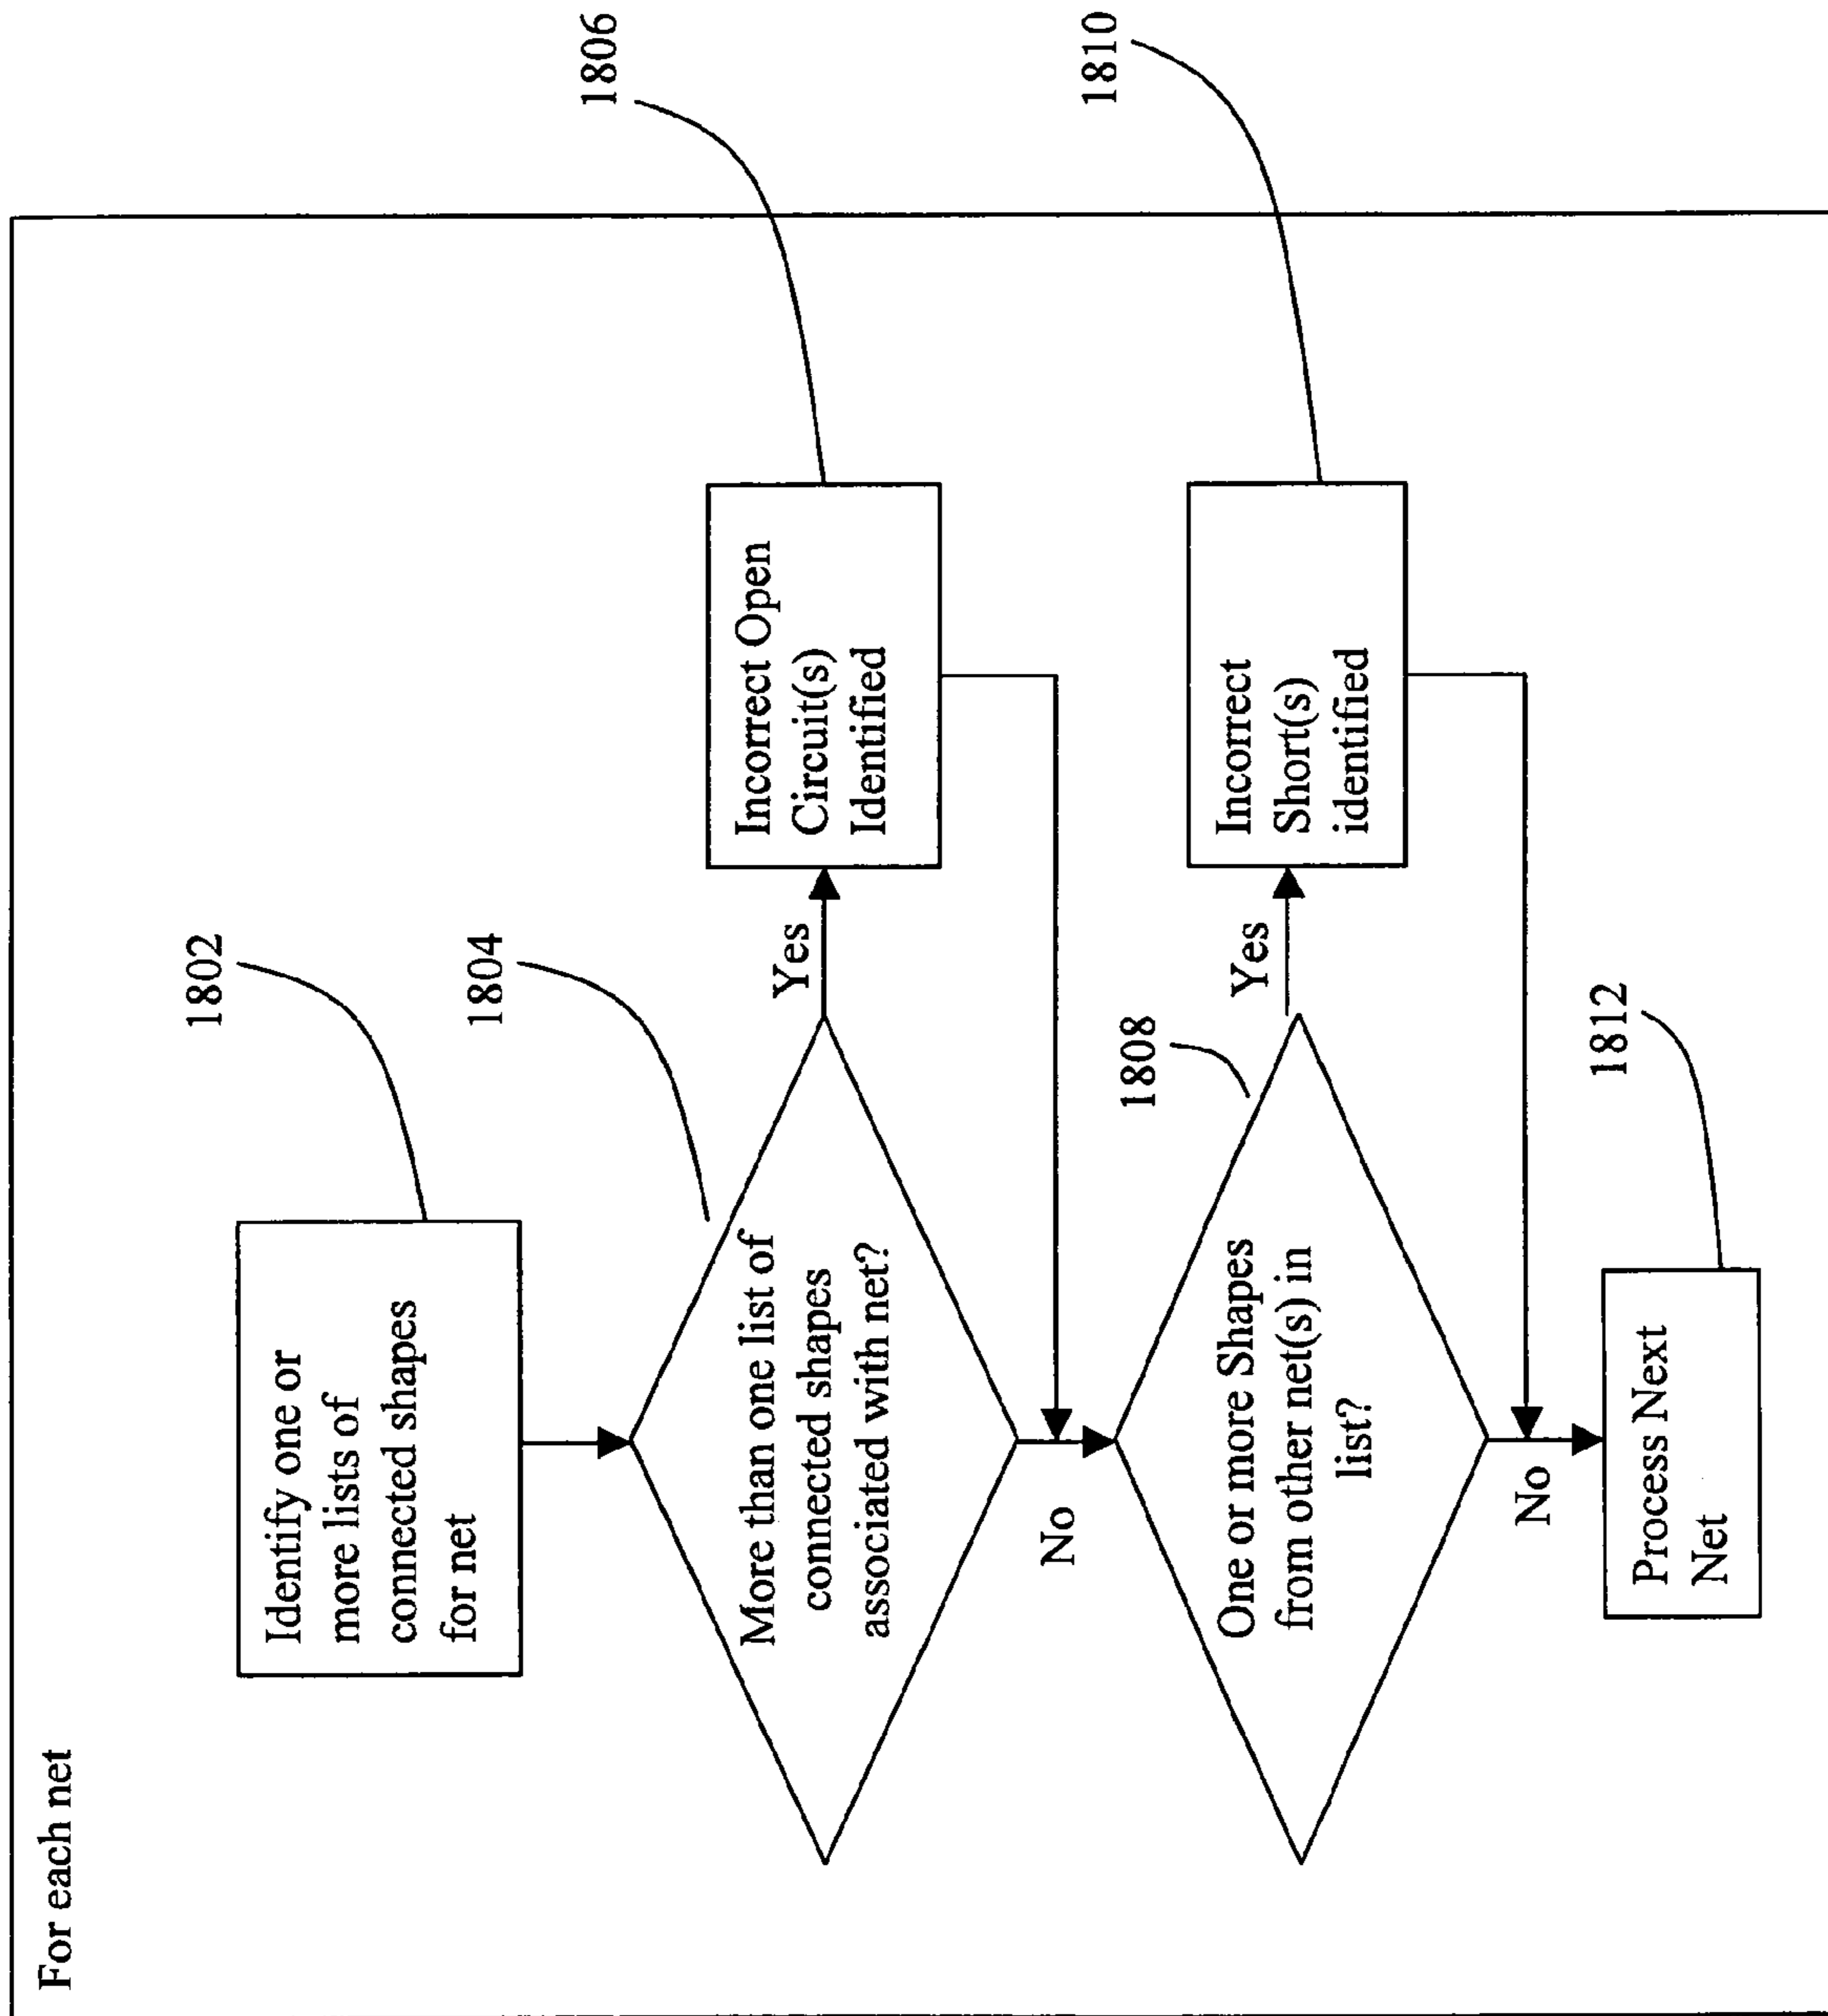 For each net
1802
Identify one or
more lists of
connected shapes
for net
1804
More than one list of
connected shapes
associated with net?
Yes
1806
Incorrect Open
Circuit(s)
Identified
No
1808
One or more Shapes
from other net(s) in
list?
Yes
1810
Incorrect
Short(s)
identified
No
1812
Process Next
Net